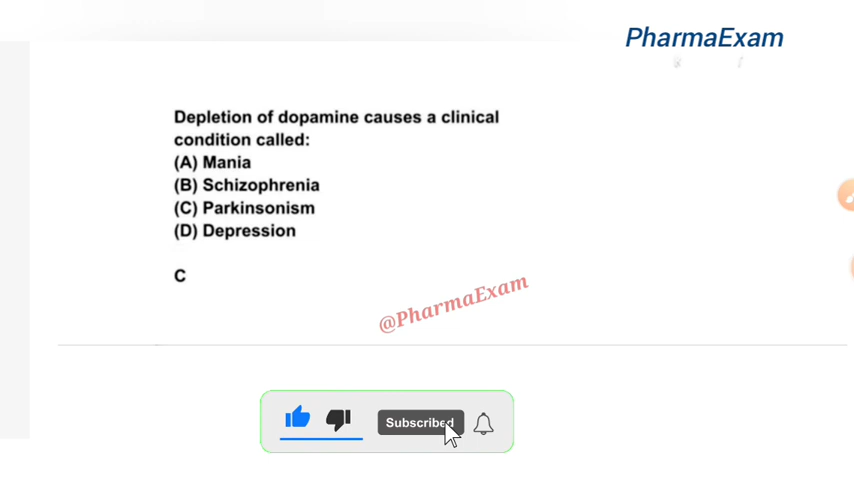 PharmaExam
Depletion of dopamine causes a clinical
condition called:
(A) Mania
(B) Schizophrenia
(C) Parkinsonism
(D) Depression
C
@PharmaExam
Subscribed